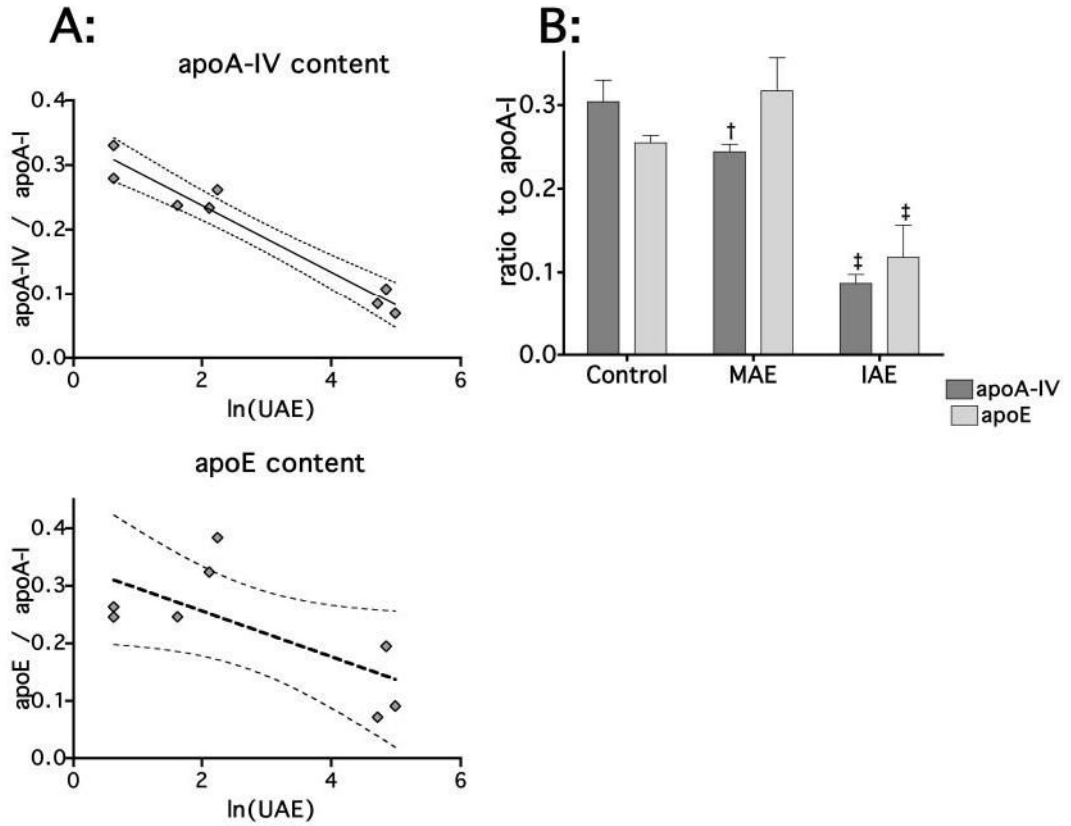 A:
apoA-IV content
0.4
0.3
0.2
0.1
0.0
apoA-IV / apoA-I
0 2 4 6
ln(UAE)
apoE content
0.4
0.3
0.2
0.1
0.0
apoE / apoA-I
0 2 4 6
ln(UAE)
B:
0.3
0.2
0.1
0.0
ratio to apoA-I
†
‡
‡
Control MAE IAE
apoA-IV
apoE